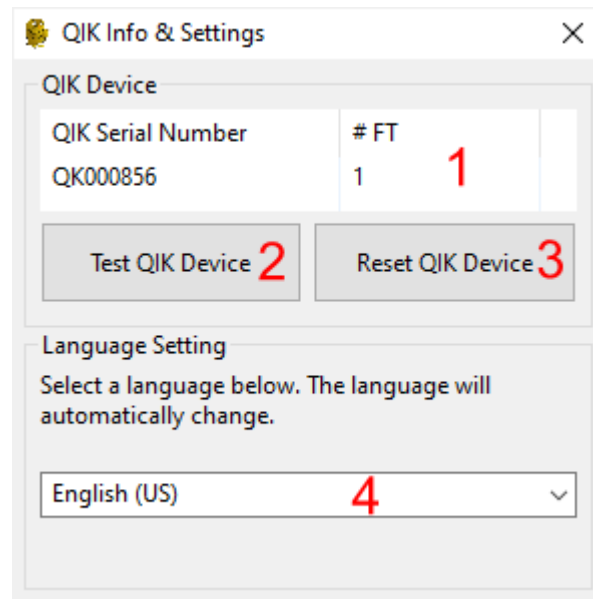 QIK Info & Settings
QIK Device
QIK Serial Number # FT
QK000856 1 1
Test QIK Device 2 Reset QIK Device 3
Language Setting
Select a language below. The language will
automatically change.
English (US) 4